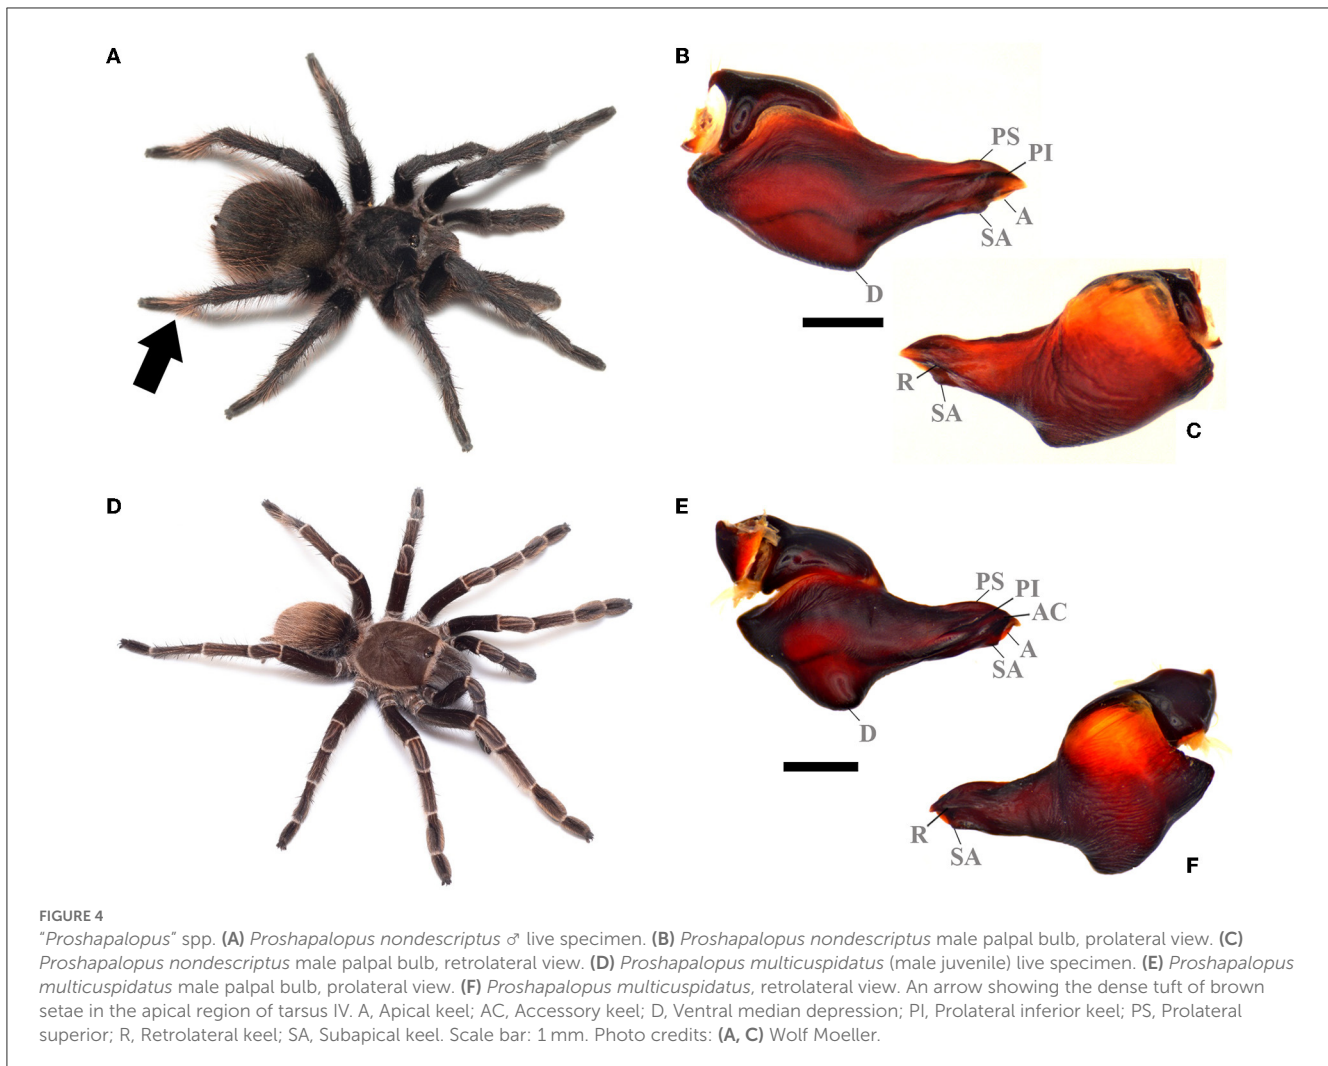 A
B
PS
PI
A
SA
D
R
SA
C
D
E
PS
PI
AC
A
SA
D
R
SA
F
FIGURE 4
"Proshapalopus" spp. (A) Proshapalopus nondescriptus ♂ live specimen. (B) Proshapalopus nondescriptus male palpal bulb, prolateral view. (C)
Proshapalopus nondescriptus male palpal bulb, retrolateral view. (D) Proshapalopus multicuspidatus (male juvenile) live specimen. (E) Proshapalopus
multicuspidatus male palpal bulb, prolateral view. (F) Proshapalopus multicuspidatus, retrolateral view. An arrow showing the dense tuft of brown
setae in the apical region of tarsus IV. A, Apical keel; AC, Accessory keel; D, Ventral median depression; PI, Prolateral inferior keel; PS, Prolateral
superior; R, Retrolateral keel; SA, Subapical keel. Scale bar: 1 mm. Photo credits: (A, C) Wolf Moeller.